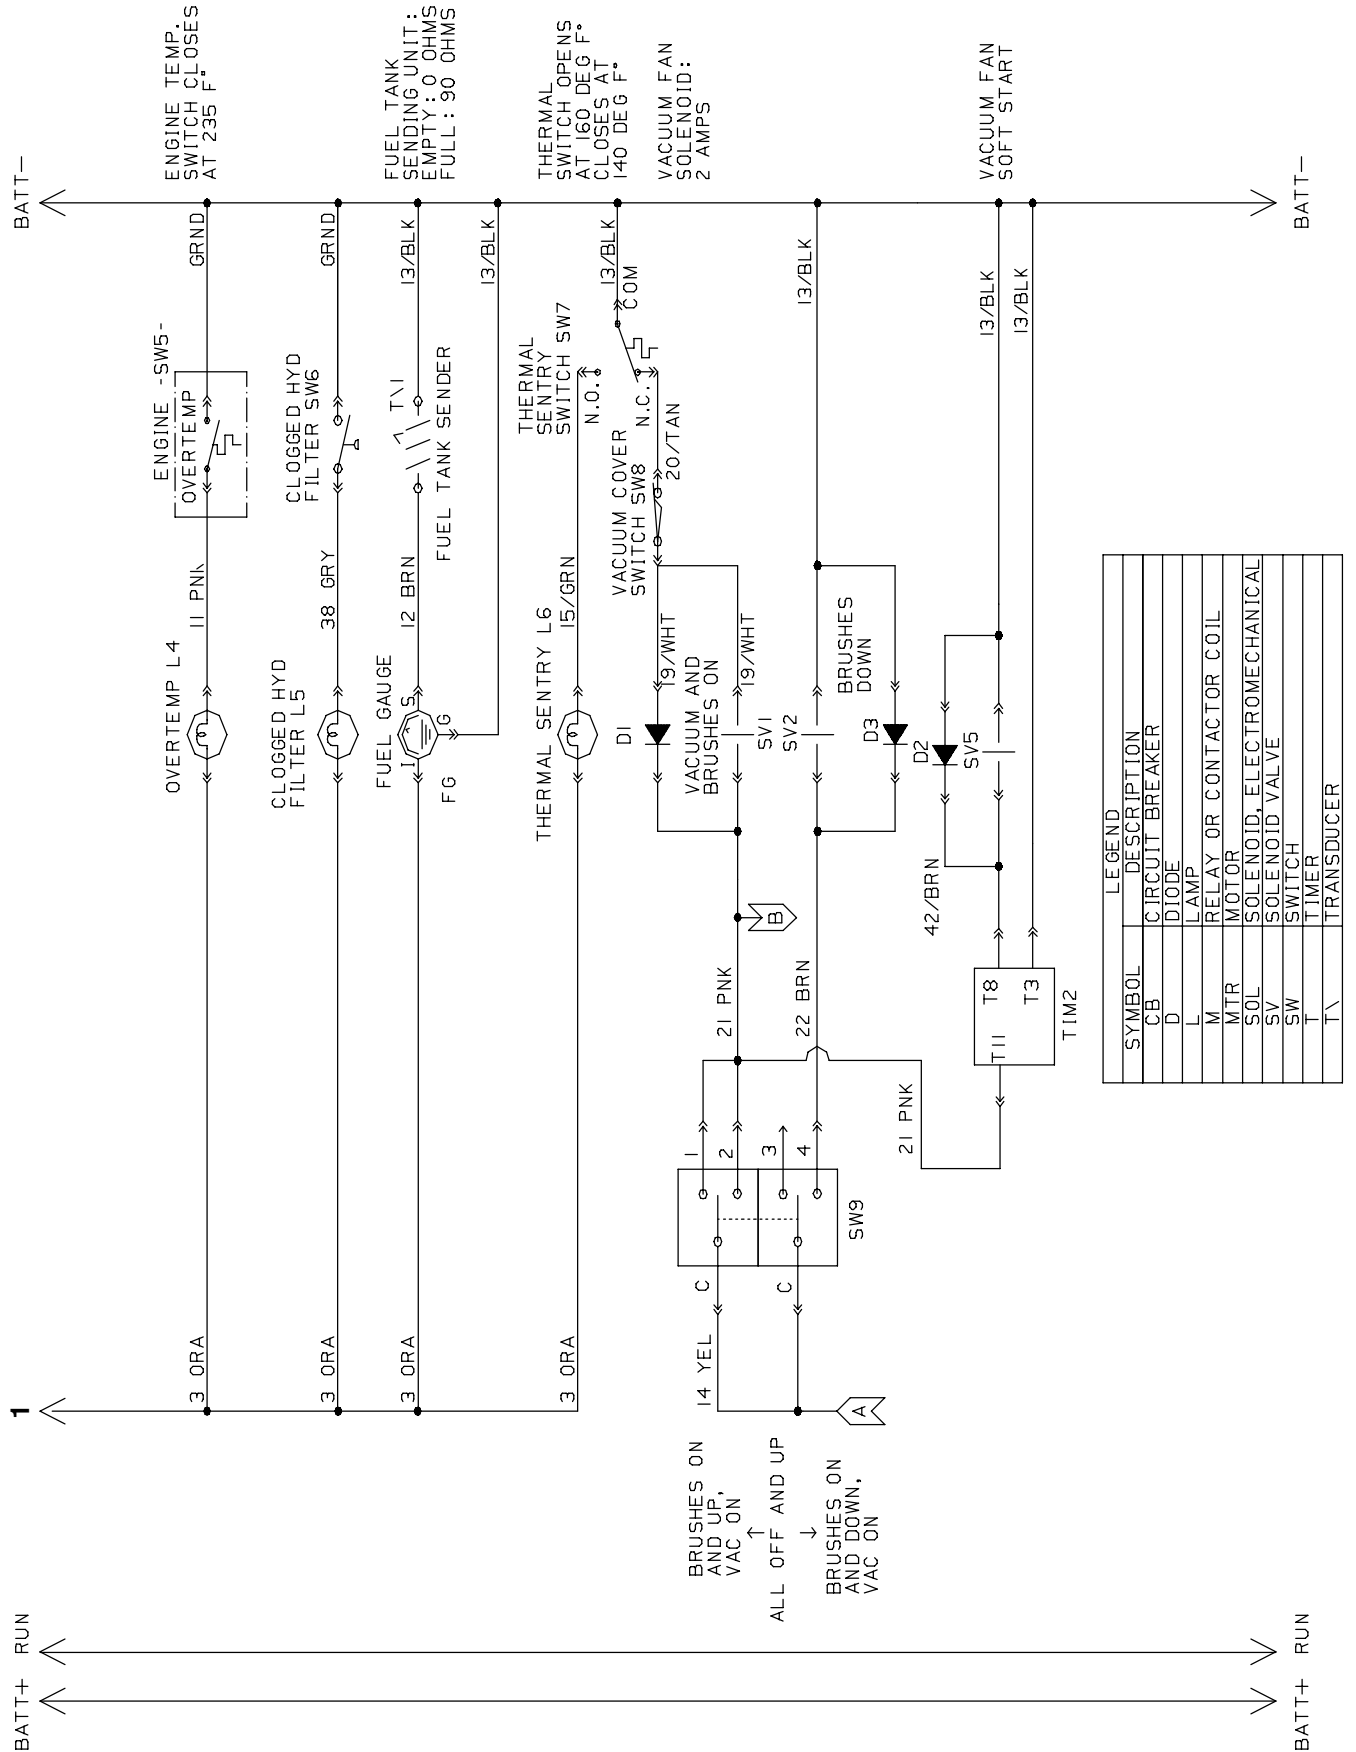 BATT+ RUN
1
BATT–
3 ORA
OVERTEMP L4
11 PNK
ENGINE -SW5-
OVERTEMP
GRND
ENGINE TEMP.
SWITCH CLOSES
AT 235 F°
3 ORA
CLOGGED HYD
FILTER L5
38 GRY
CLOGGED HYD
FILTER SW6
GRND
3 ORA
FUEL GAUGE
I S
G
FG
12 BRN
T\1
FUEL TANK SENDER
13/BLK
FUEL TANK
SENDING UNIT:
EMPTY: 0 OHMS
FULL: 90 OHMS
13/BLK
3 ORA
THERMAL SENTRY L6
15/GRN
THERMAL
SENTRY
SWITCH SW7
N.O.
N.C.
COM
13/BLK
THERMAL
SWITCH OPENS
AT 160 DEG F°
CLOSES AT
140 DEG F°
VACUUM COVER
SWITCH SW8
20/TAN
VACUUM FAN
SOLENOID:
2 AMPS
BRUSHES ON
AND UP,
VAC ON
ALL OFF AND UP
BRUSHES ON
AND DOWN,
VAC ON
14 YEL
A
C
C
SW9
1
2
3
4
21 PNK
B
D1
19/WHT
VACUUM AND
BRUSHES ON
19/WHT
SV1
22 BRN
SV2
13/BLK
BRUSHES
DOWN
D3
21 PNK
T11
T8
T3
TIM2
42/BRN
D2
SV5
13/BLK
13/BLK
VACUUM FAN
SOFT START
LEGEND
SYMBOL DESCRIPTION
CB CIRCUIT BREAKER
D DIODE
L LAMP
M RELAY OR CONTACTOR COIL
MTR MOTOR
SOL SOLENOID, ELECTROMECHANICAL
SV SOLENOID VALVE
SW SWITCH
T TIMER
T\ TRANSDUCER
BATT+ RUN
BATT–